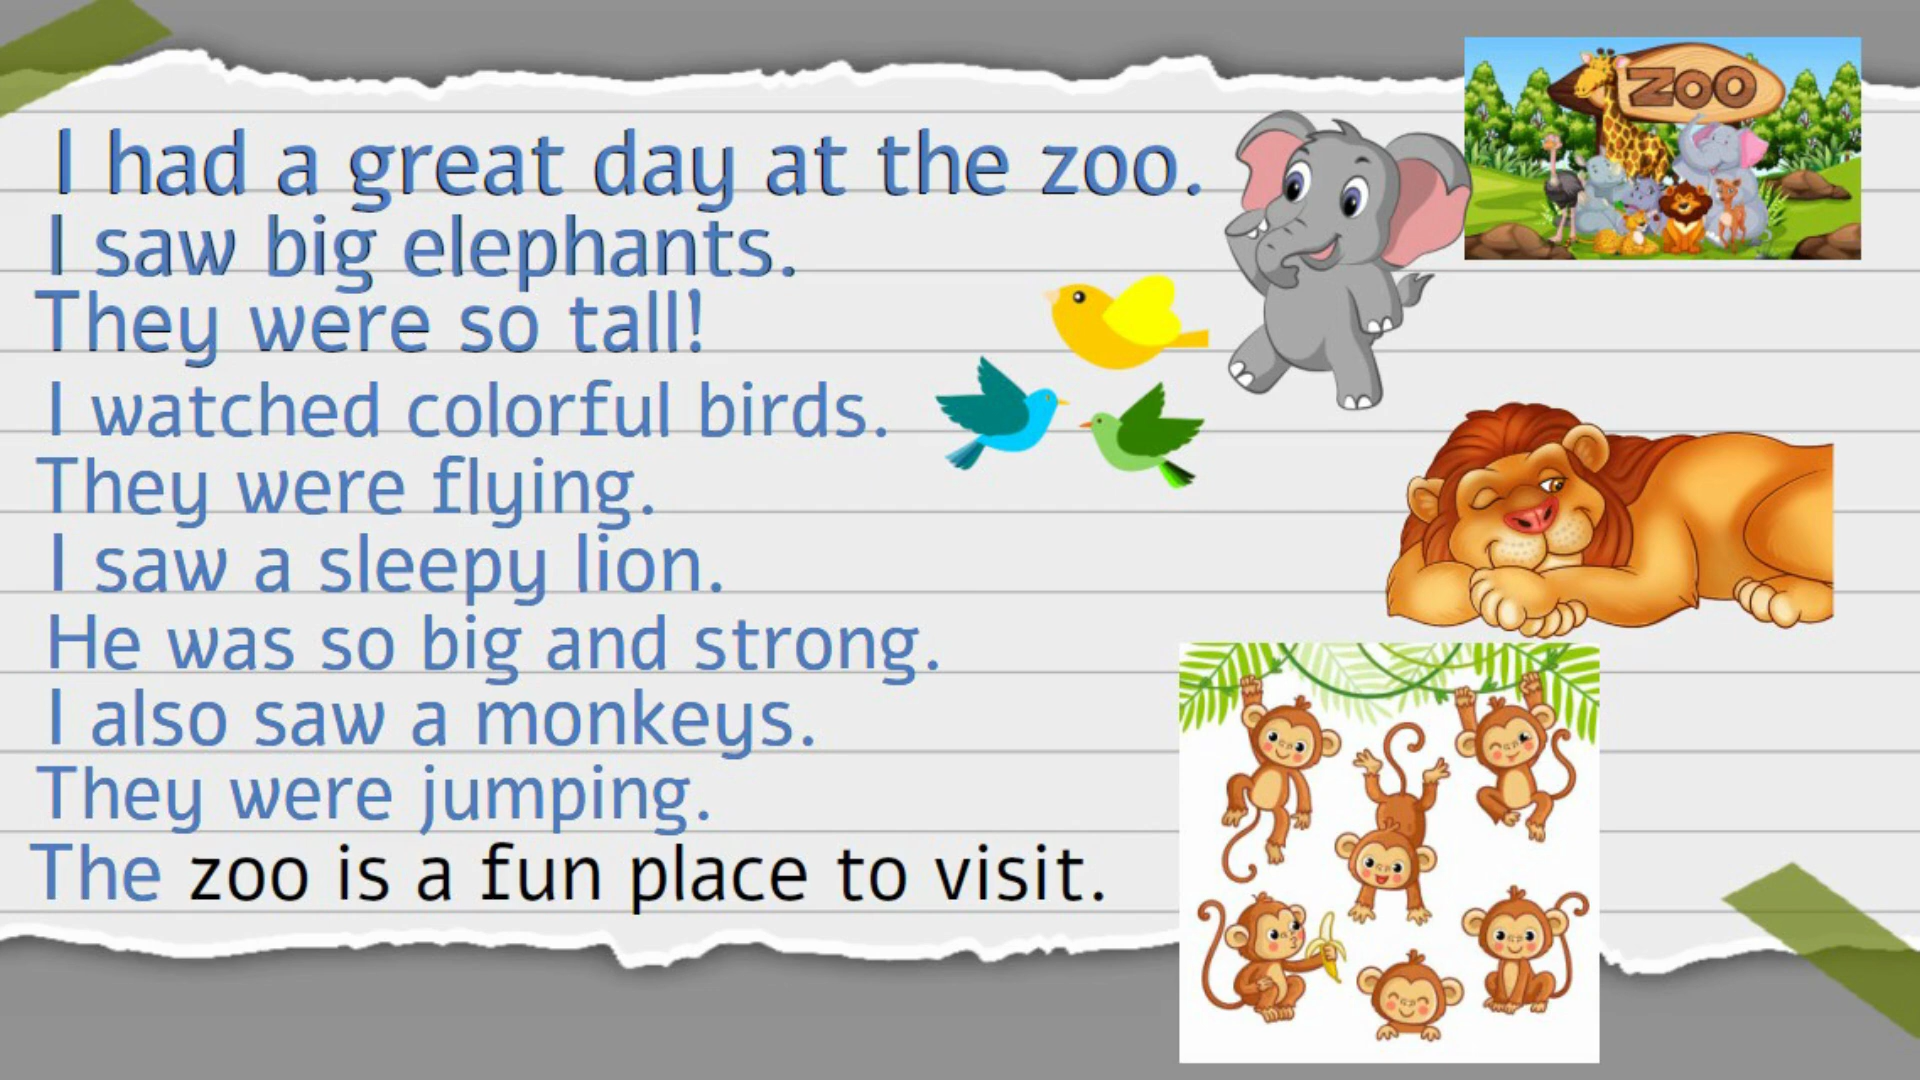 ZOO
I had a great day at the zoo.
I saw big elephants.
They were so tall!
I watched colorful birds.
They were flying.
I saw a sleepy lion.
He was so big and strong.
I also saw a monkeys.
They were jumping.
The zoo is a fun place to visit.